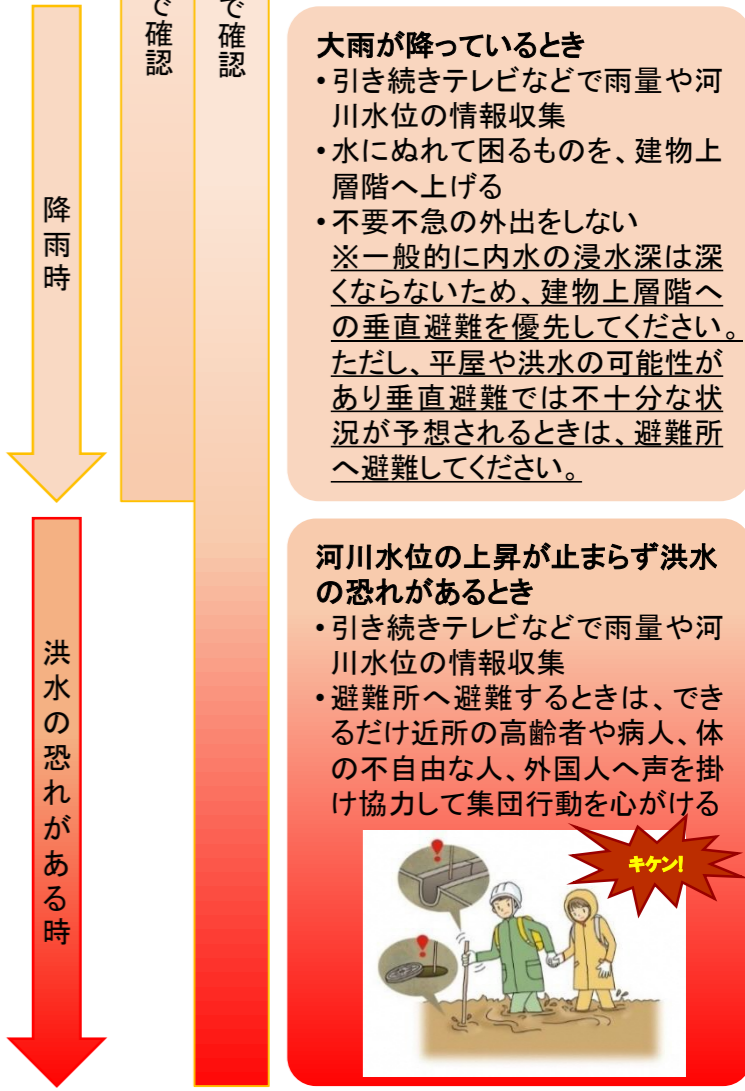 で確認
で確認
降雨時
大雨が降っているとき
•引き続きテレビなどで雨量や河
川水位の情報収集
•水にぬれて困るものを、建物上
層階へ上げる
•不要不急の外出をしない
※一般的に内水の浸水深は深
くならないため、建物上層階へ
の垂直避難を優先してください。
ただし、平屋や洪水の可能性が
あり垂直避難では不十分な状
況が予想されるときは、避難所
へ避難してください。
洪水の恐れがある時
河川水位の上昇が止まらず洪水
の恐れがあるとき
•引き続きテレビなどで雨量や河
川水位の情報収集
•避難所へ避難するときは、でき
るだけ近所の高齢者や病人、体
の不自由な人、外国人へ声を掛
け協力して集団行動を心がける
キケン!